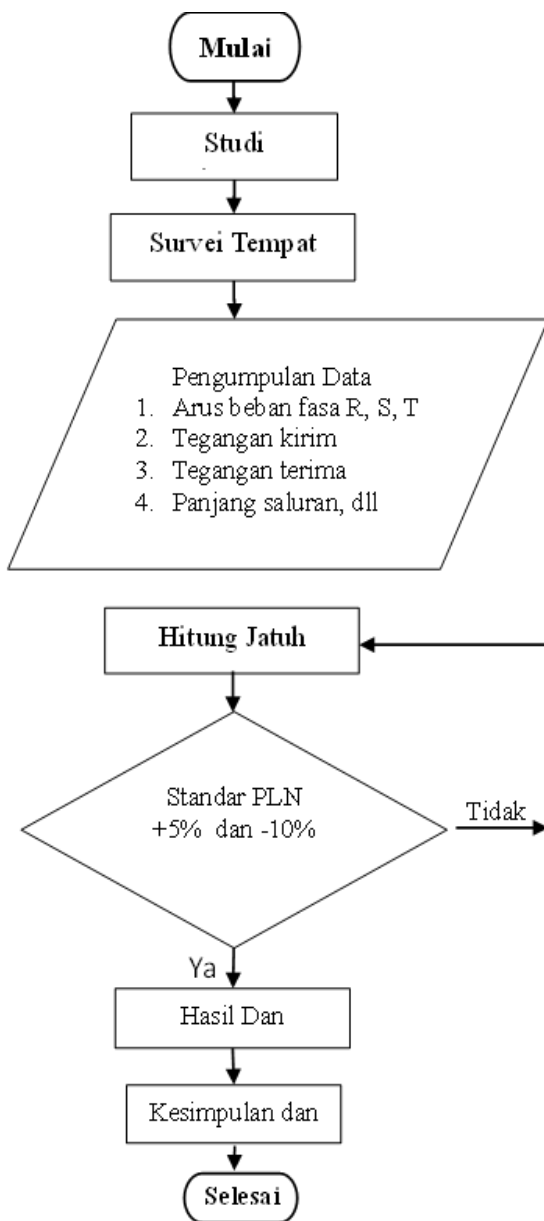 Mulai
Studi
Survei Tempat
Pengumpulan Data
1. Arus beban fasa R, S, T
2. Tegangan kirim
3. Tegangan terima
4. Panjang saluran, dll
Hitung Jatuh
Standar PLN
+5% dan -10%
Tidak
Ya
Hasil Dan
Kesimpulan dan
Selesai